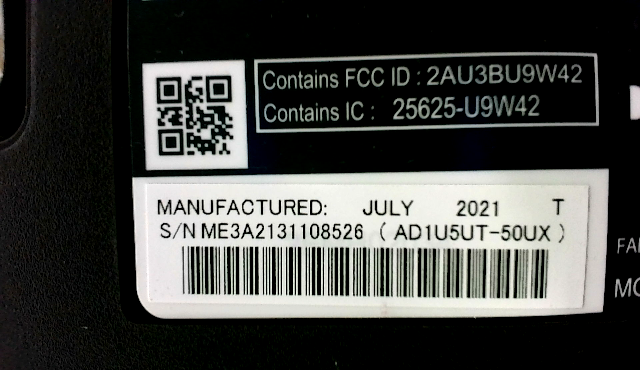 Contains FCC ID : 2AU3BU9W42
Contains IC : 25625-U9W42
MANUFACTURED: JULY 2021 T
S/N ME3A2131108526 ( AD1U5UT-50UX )